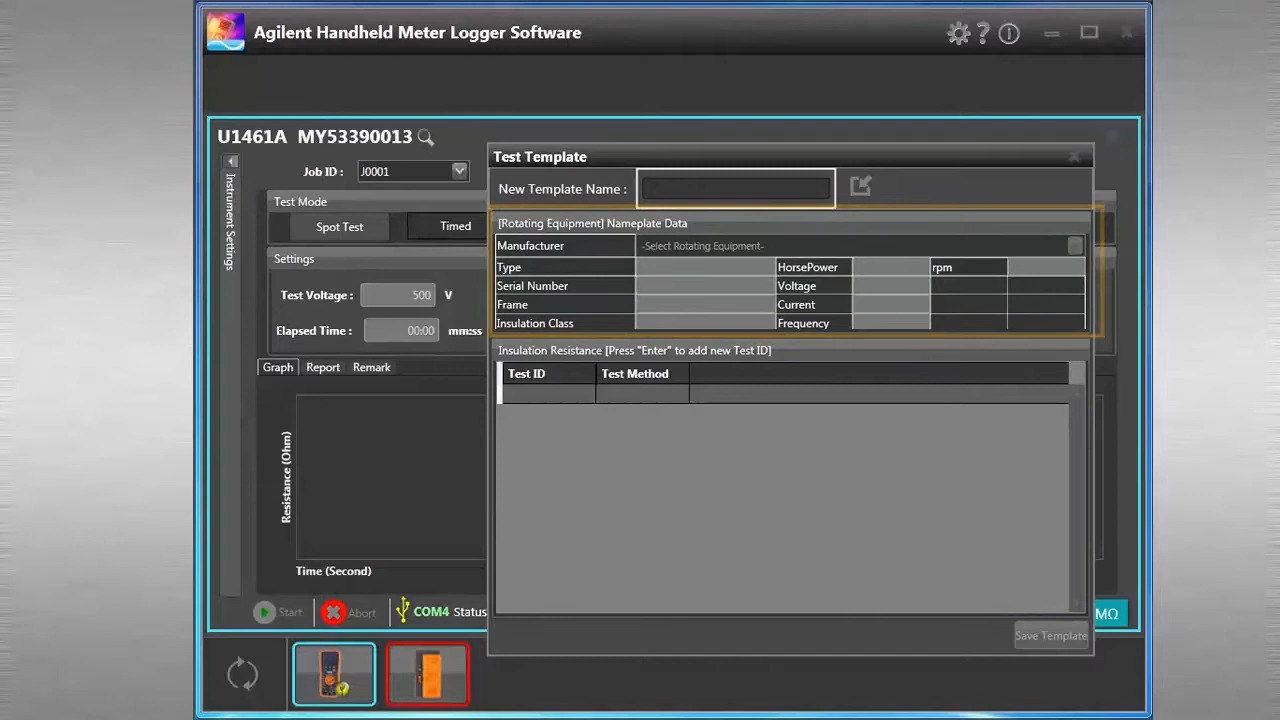 Agilent Handheld Meter Logger Software
U1461A MY53390013
Instrument Settings
Job ID : J0001
Test Mode
Spot Test Timed
Settings
Test Voltage : 500 V
Elapsed Time : 00:00 mm:ss
Graph Report Remark
Resistance (Ohm)
Time (Second)
Start Abort COM4 Status
MΩ
Test Template
New Template Name :
[Rotating Equipment] Nameplate Data
Manufacturer -Select Rotating Equipment-
Type HorsePower rpm
Serial Number Voltage
Frame Current
Insulation Class Frequency
Insulation Resistance [Press "Enter" to add new Test ID]
Test ID Test Method
Save Template